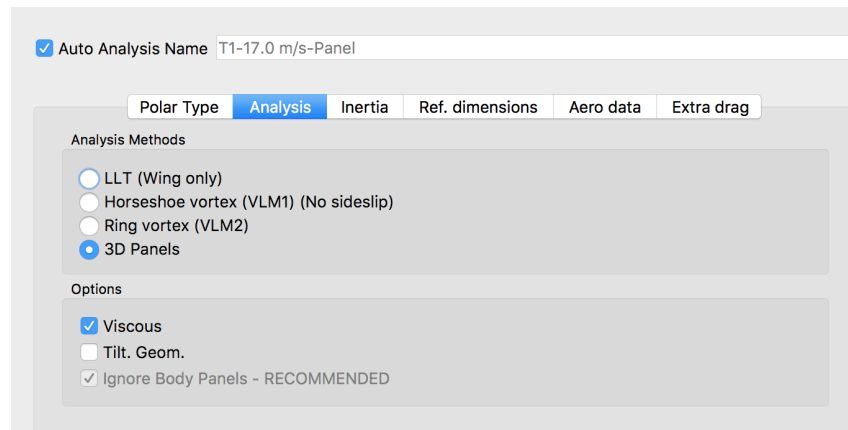 Auto Analysis Name T1-17.0 m/s-Panel
Polar Type Analysis Inertia Ref. dimensions Aero data Extra drag
Analysis Methods
LLT (Wing only)
Horseshoe vortex (VLM1) (No sideslip)
Ring vortex (VLM2)
3D Panels
Options
Viscous
Tilt. Geom.
Ignore Body Panels - RECOMMENDED